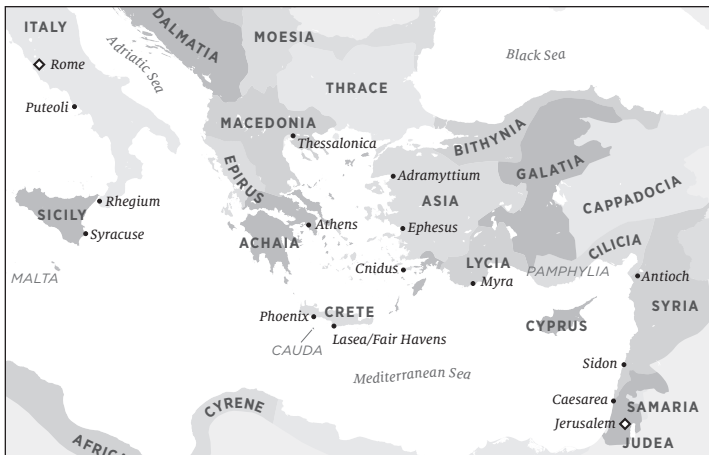 ITALY
DALMATIA
MOESIA
Black Sea
Adriatic Sea
Rome
THRACE
Puteoli
MACEDONIA
Thessalonica
BITHYNIA
GALATIA
EPIRUS
Adramyttium
CAPPADOCIA
ASIA
Rhegium
SICILY
Syracuse
ACHAIA
Athens
Ephesus
CILICIA
Cnidus
LYCIA
PAMPHYLIA
Antioch
MALTA
Myra
SYRIA
Phoenix
CRETE
CYPRUS
Lasea/Fair Havens
CAUDA
Sidon
Mediterranean Sea
CYRENE
Caesarea
SAMARIA
Jerusalem
AFRICA
JUDEA